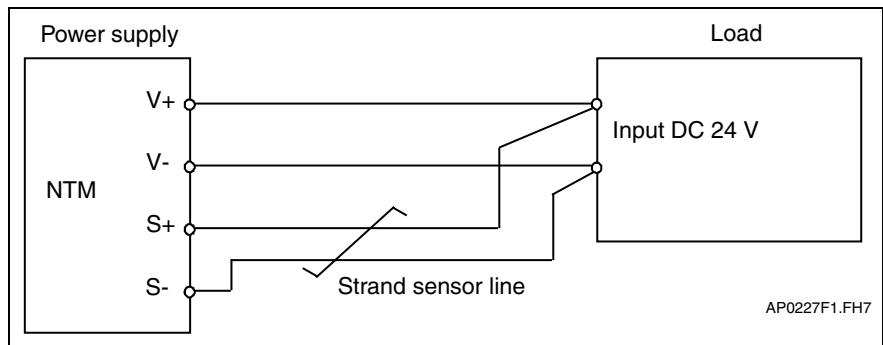 Power supply
Load
V+
Input DC 24 V
V-
NTM
S+
S-
Strand sensor line
AP0227F1.FH7